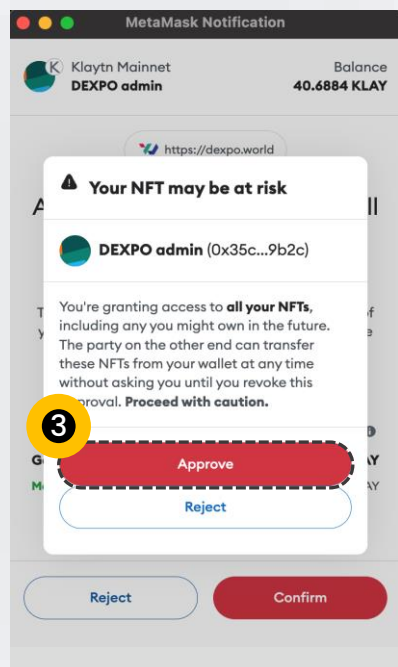 MetaMask Notification
K
Klaytn Mainnet
Balance
DEXPO admin
40.6884 KLAY
https://dexpo.world
A
ll
Your NFT may be at risk
DEXPO admin (0x35c...9b2c)
You're granting access to all your NFTs,
including any you might own in the future.
The party on the other end can transfer
these NFTs from your wallet at any time
without asking you until you revoke this
Proceed with caution.
3
Approve
Reject
Reject
Confirm